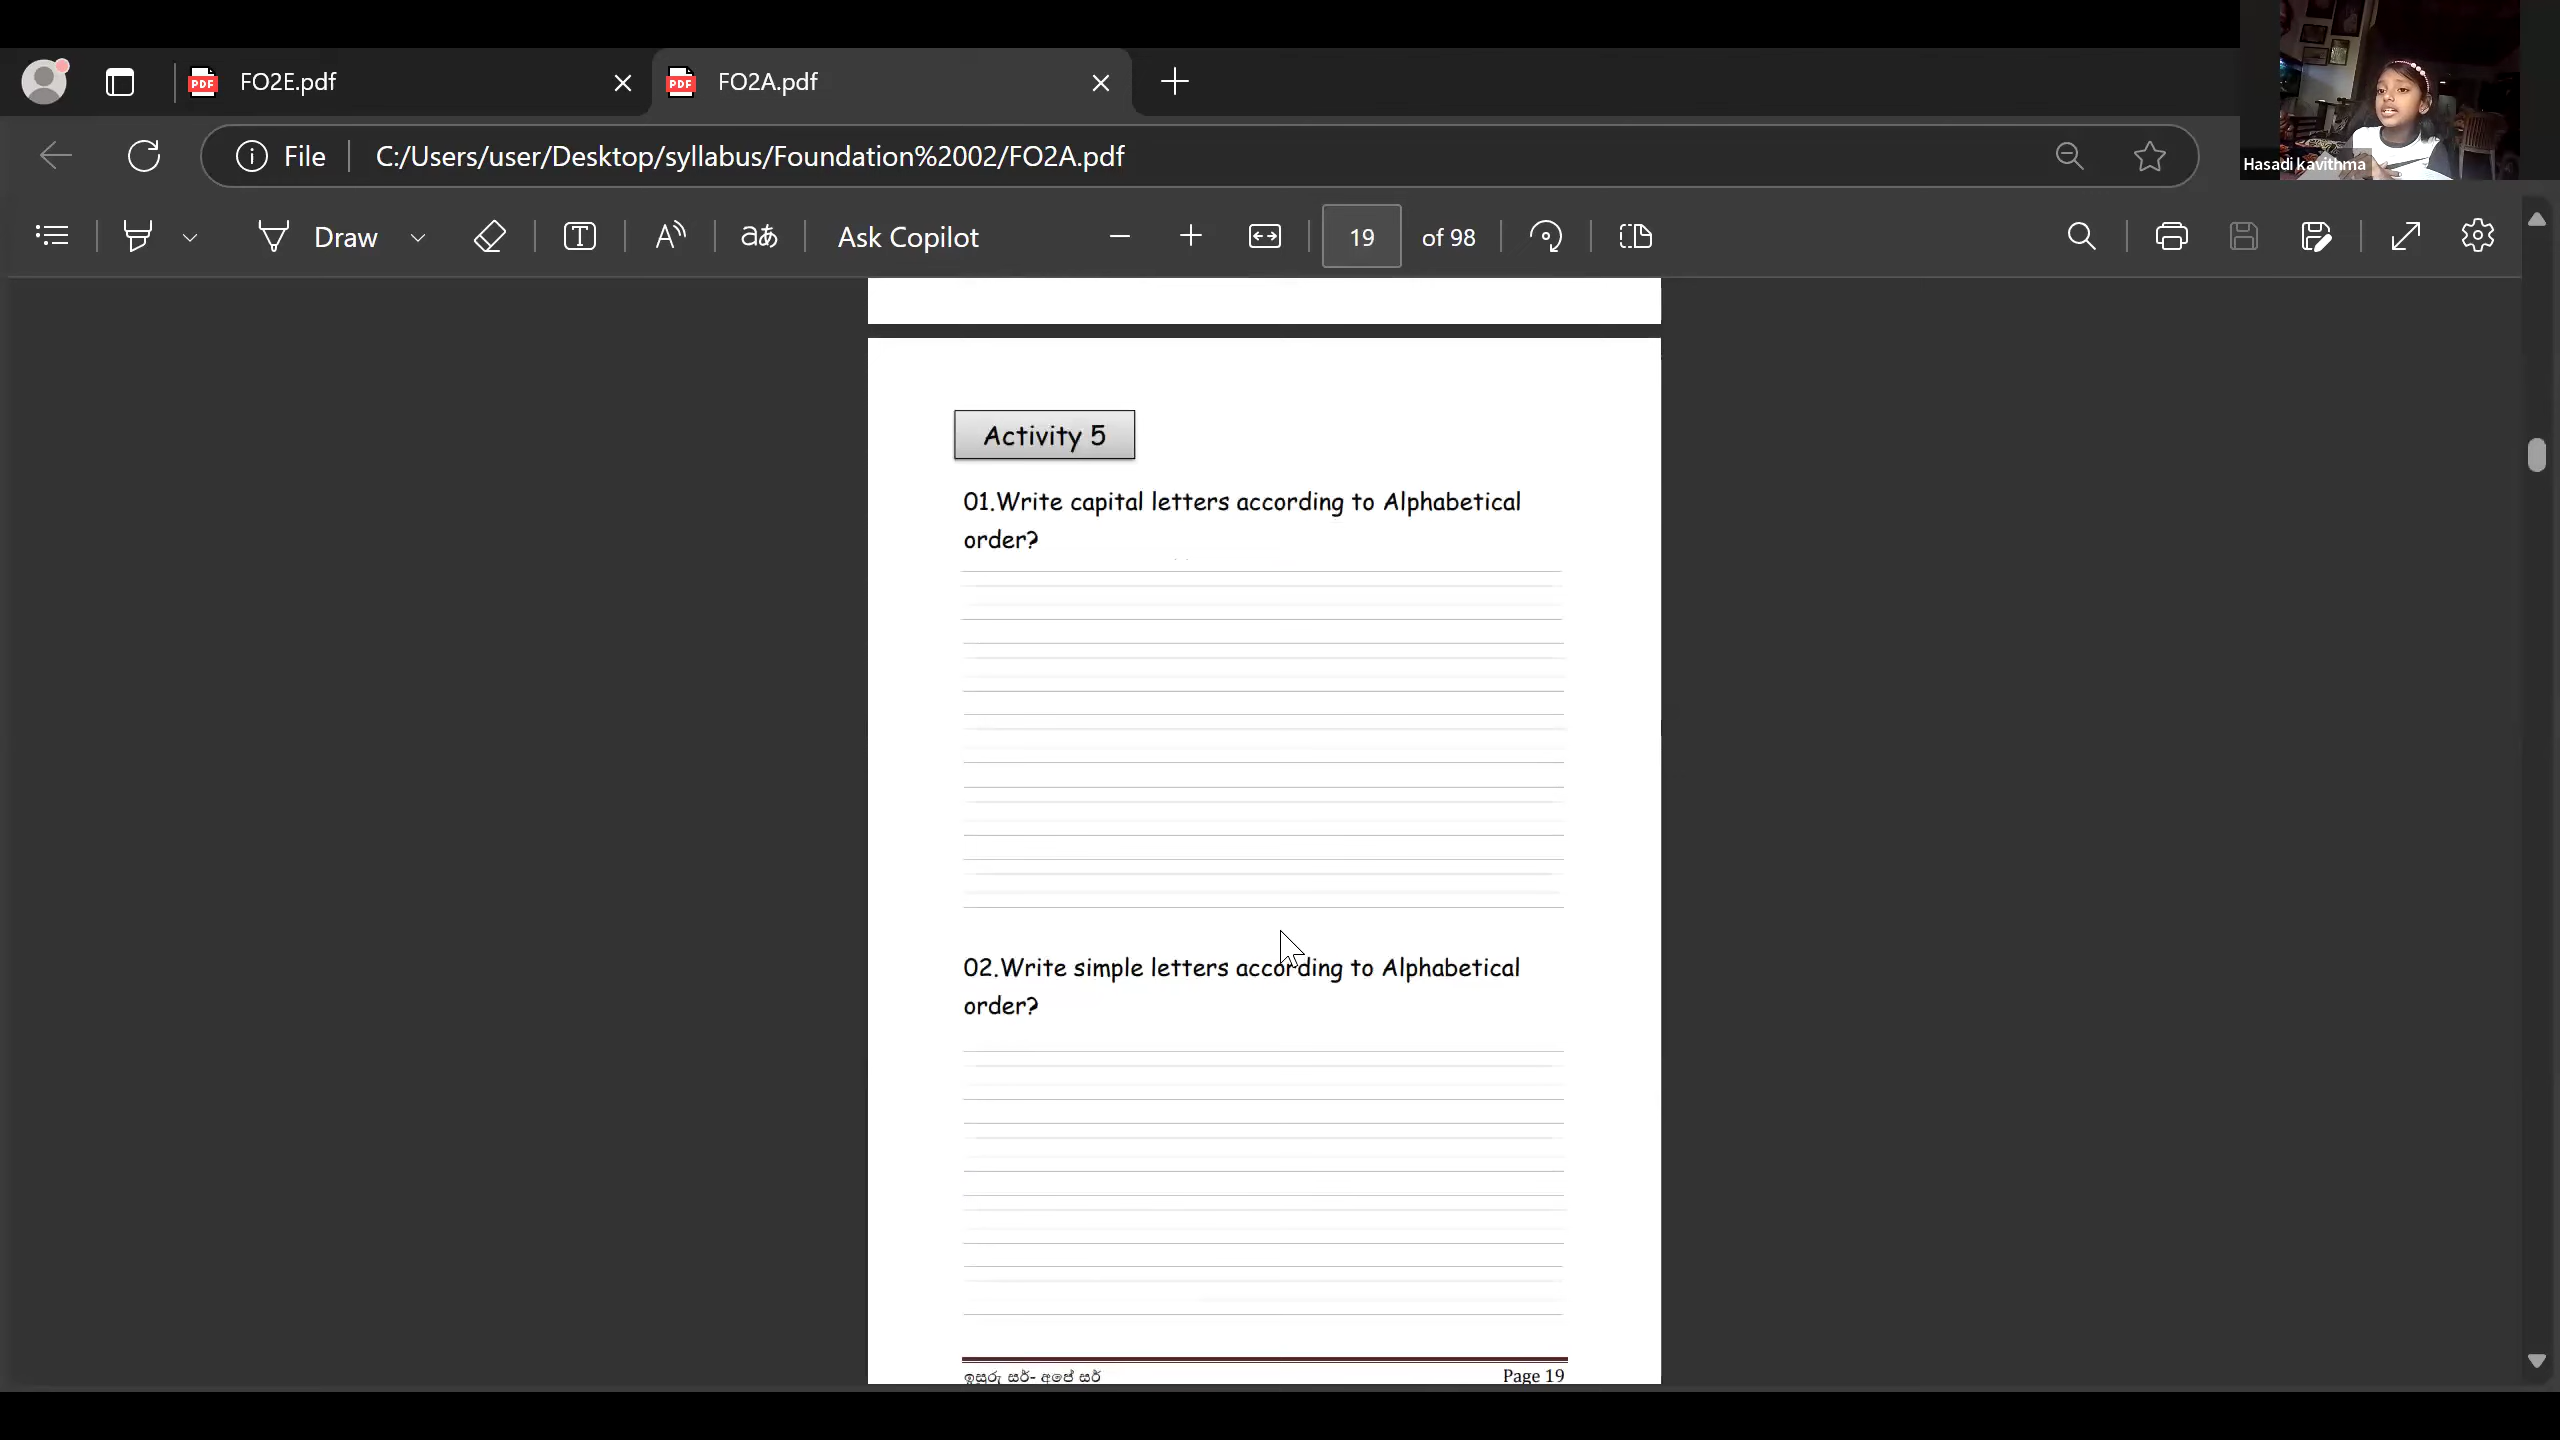 FO2E.pdf
FO2A.pdf
File
C:/Users/user/Desktop/syllabus/Foundation%2002/FO2A.pdf
Hasadi kavithma
Draw
Ask Copilot
19
of 98
Activity 5
01.Write capital letters according to Alphabetical
order?
02.Write simple letters according to Alphabetical
order?
ඉසුරු සර්- අපේ සර්
Page 19